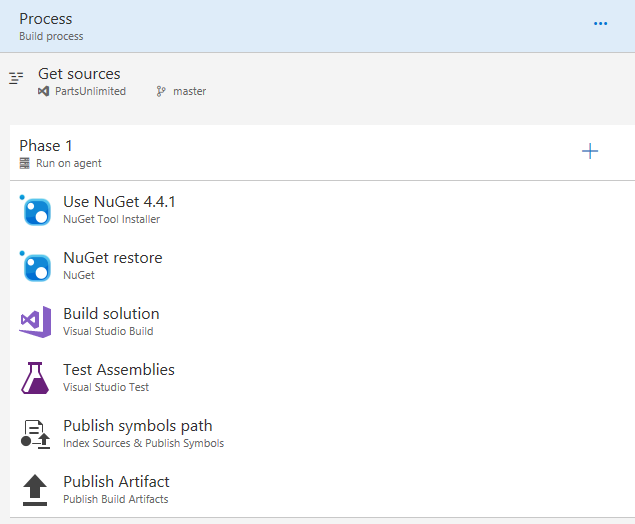 Process
Build process
Get sources
PartsUnlimited master
Phase 1
Run on agent
Use NuGet 4.4.1
NuGet Tool Installer
NuGet restore
NuGet
Build solution
Visual Studio Build
Test Assemblies
Visual Studio Test
Publish symbols path
Index Sources & Publish Symbols
Publish Artifact
Publish Build Artifacts